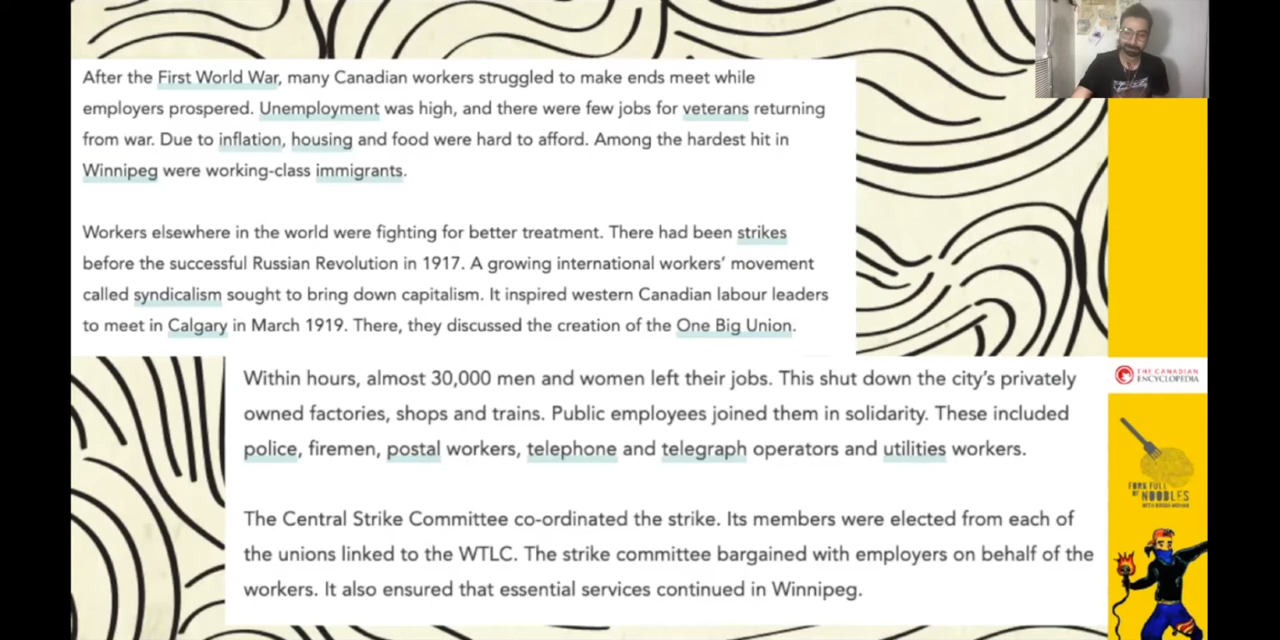 After the First World War, many Canadian workers struggled to make ends meet while
employers prospered. Unemployment was high, and there were few jobs for veterans returning
from war. Due to inflation, housing and food were hard to afford. Among the hardest hit in
Winnipeg were working-class immigrants.
Workers elsewhere in the world were fighting for better treatment. There had been strikes
before the successful Russian Revolution in 1917. A growing international workers' movement
called syndicalism sought to bring down capitalism. It inspired western Canadian labour leaders
to meet in Calgary in March 1919. There, they discussed the creation of the One Big Union.
Within hours, almost 30,000 men and women left their jobs. This shut down the city's privately
owned factories, shops and trains. Public employees joined them in solidarity. These included
police, firemen, postal workers, telephone and telegraph operators and utilities workers.
The Central Strike Committee co-ordinated the strike. Its members were elected from each of
the unions linked to the WTLC. The strike committee bargained with employers on behalf of the
workers. It also ensured that essential services continued in Winnipeg.
THE CANADIAN
ENCYCLOPEDIA
FORK FULL
OF NOODLES